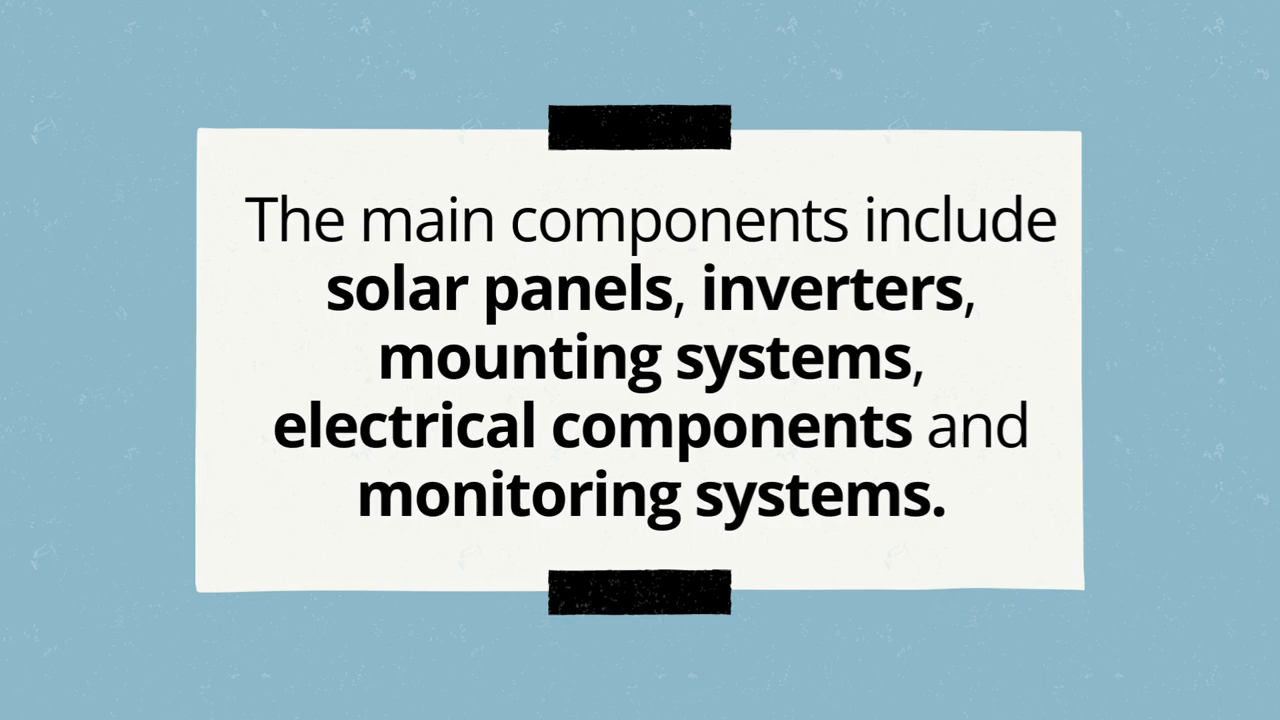 The main components include
solar panels, inverters,
mounting systems,
electrical components and
monitoring systems.